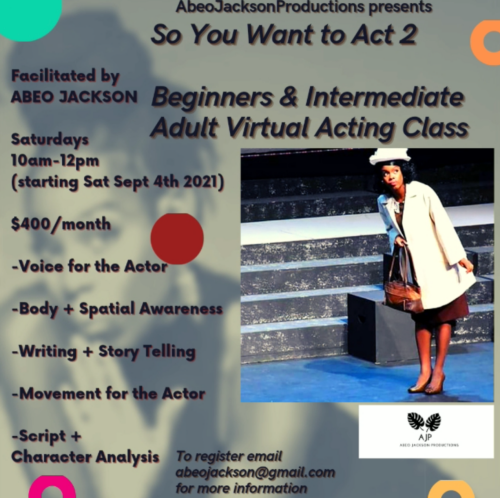 AbeoJacksonProductions presents
So You Want to Act 2
Facilitated by
ABEO JACKSON
Beginners & Intermediate
Adult Virtual Acting Class
Saturdays
10am-12pm
(starting Sat Sept 4th 2021)
$400/month
-Voice for the Actor
-Body + Spatial Awareness
-Writing + Story Telling
-Movement for the Actor
-Script +
Character Analysis
AJP
ABEO JACKSON PRODUCTIONS
To register email
abeojackson@gmail.com
for more information